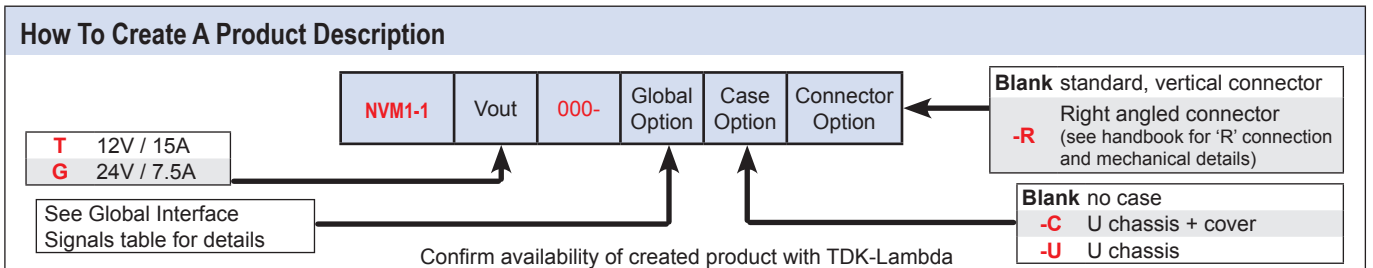 How To Create A Product Description
NVM1-1 Vout 000- Global Option Case Option Connector Option
Blank standard, vertical connector
-R Right angled connector
(see handbook for ‘R’ connection
and mechanical details)
T 12V / 15A
G 24V / 7.5A
See Global Interface
Signals table for details
Blank no case
-C U chassis + cover
-U U chassis
Confirm availability of created product with TDK-Lambda